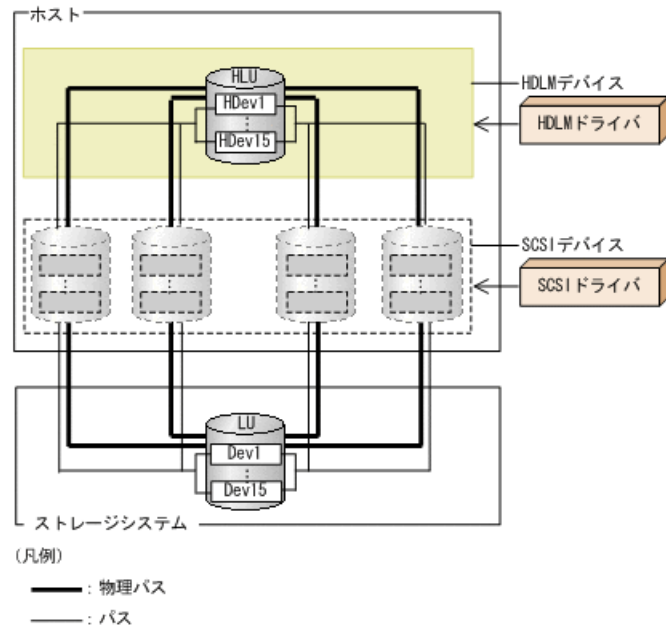 ホスト
HLU
HDev1
HDev15
HDLMデバイス
HDLMドライバ
SCSIデバイス
SCSIドライバ
LU
Dev1
Dev15
ストレージシステム
(凡例)
: 物理パス
: パス